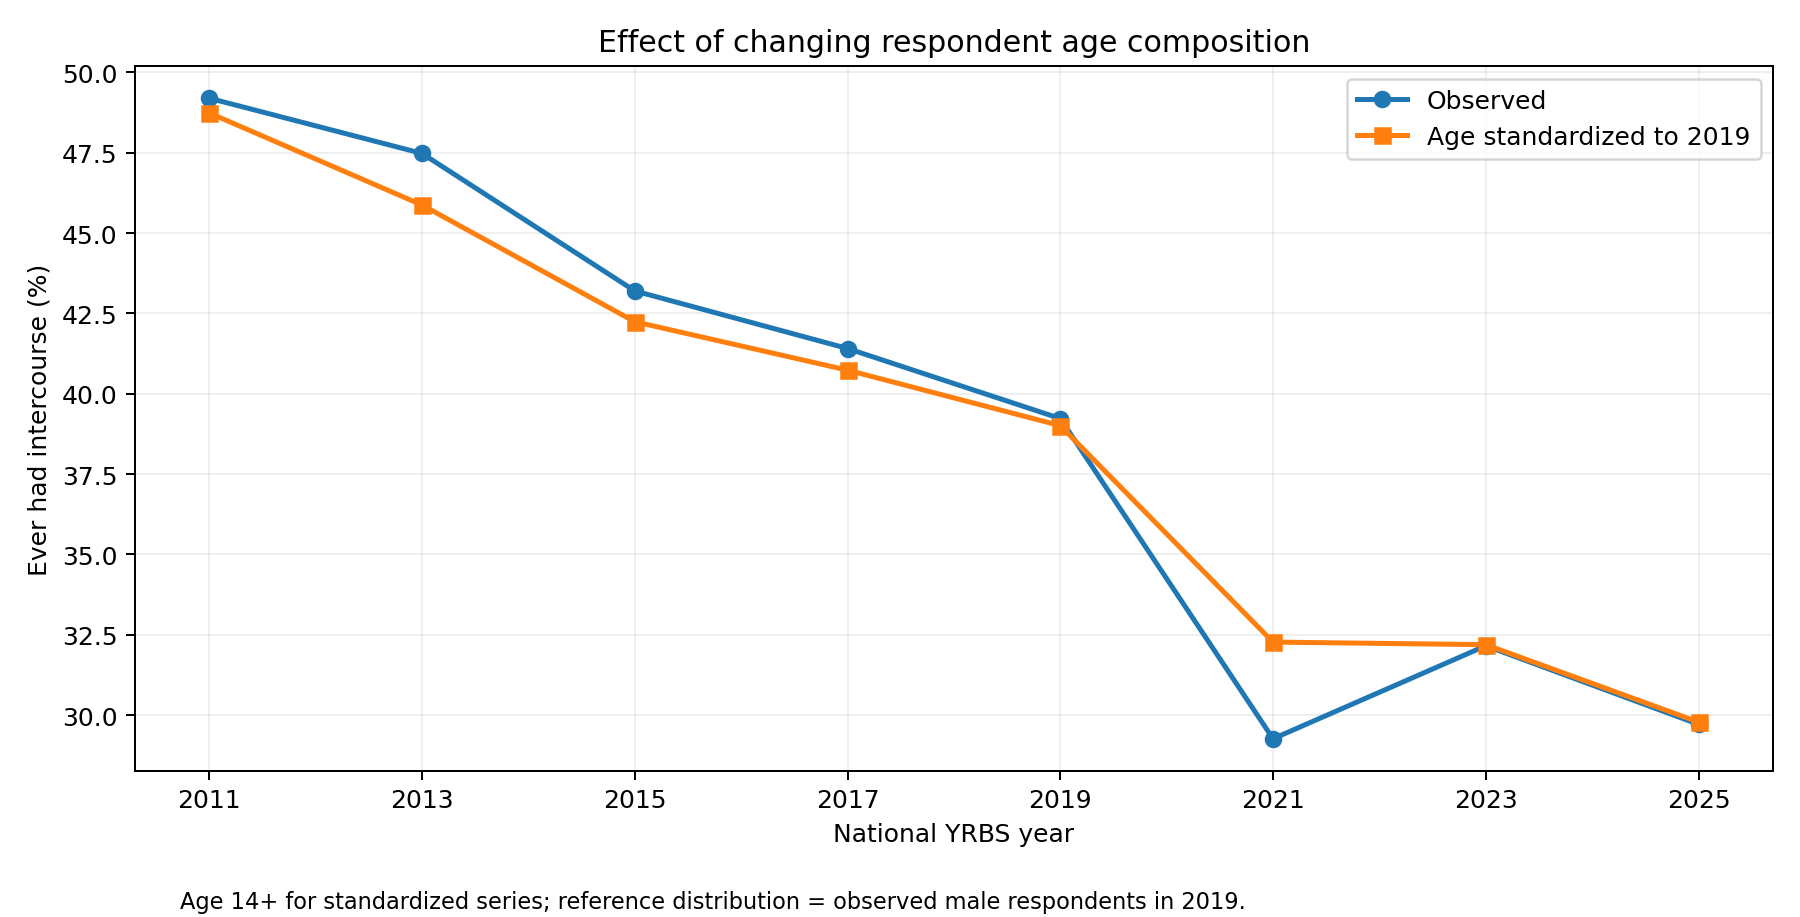 Effect of changing respondent age composition
Observed
Age standardized to 2019
50.0
47.5
45.0
42.5
40.0
37.5
35.0
32.5
30.0
Ever had intercourse (%)
2011 2013 2015 2017 2019 2021 2023 2025
National YRBS year
Age 14+ for standardized series; reference distribution = observed male respondents in 2019.